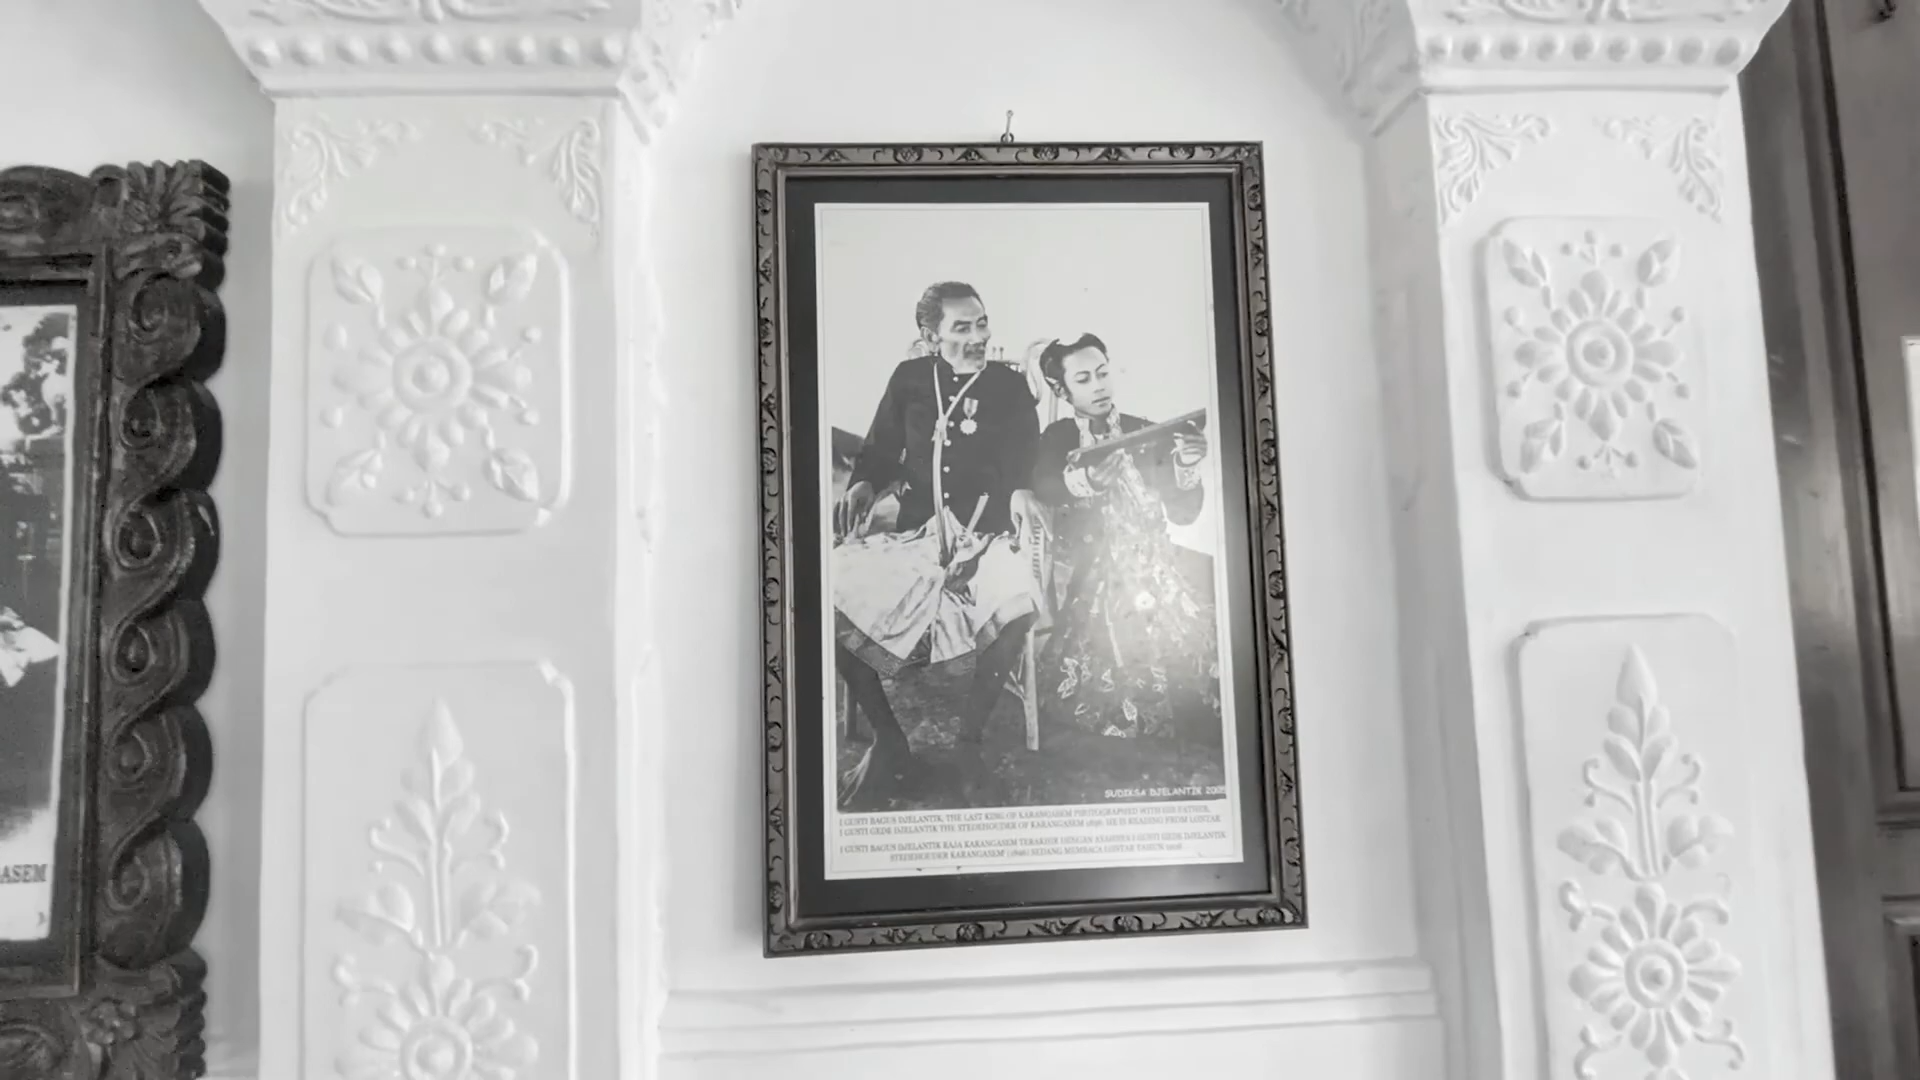 ASEM
SUDIKSA DJELANTIK 2005
I GUSTI BAGUS DJELANTIK, THE LAST KING OF KARANGASEM PHOTOGRAPHED WITH HIS FATHER,
I GUSTI GEDE DJELANTIK THE STEDEHOUDER OF KARANGASEM 1896. HE IS READING FROM LONTAR
I GUSTI BAGUS DJELANTIK RAJA KARANGASEM TERAKHIR DENGAN AYAHNYA I GUSTI GEDE DJELANTIK
STEDEHOUDER KARANGASEM SEDANG MEMBACA LONTAR TAHUN